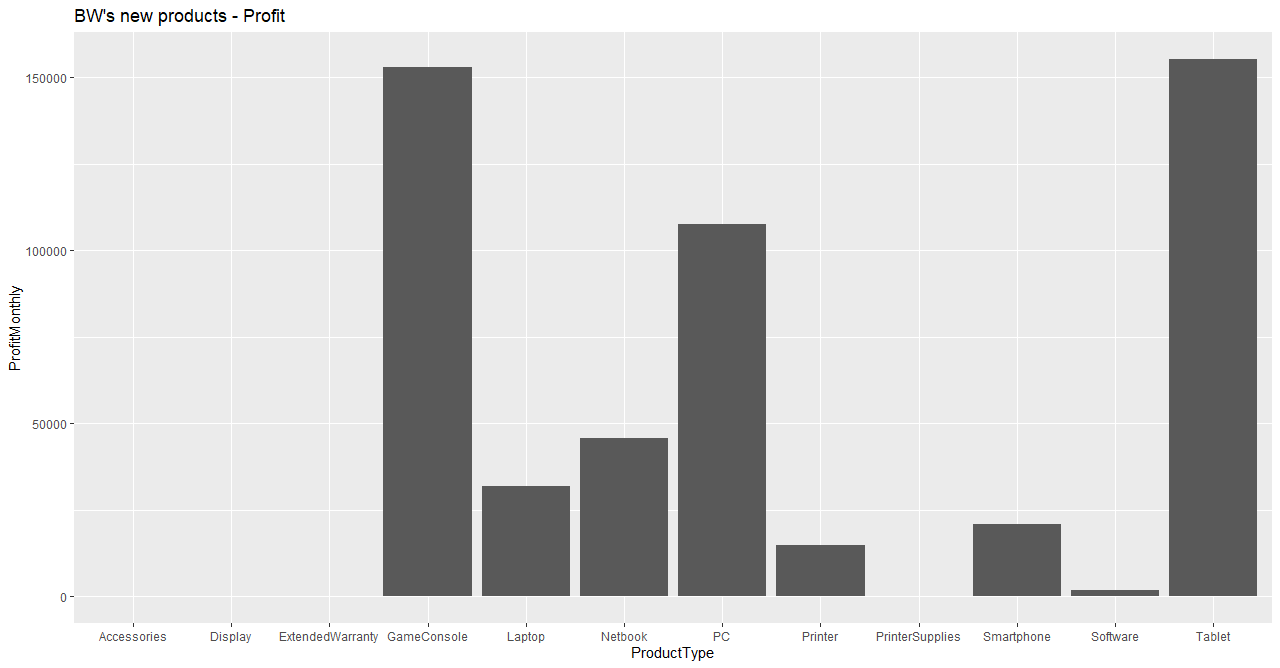 BW's new products - Profit
ProfitMonthly
150000
100000
50000
0
Accessories Display ExtendedWarranty GameConsole Laptop Netbook PC Printer PrinterSupplies Smartphone Software Tablet
ProductType